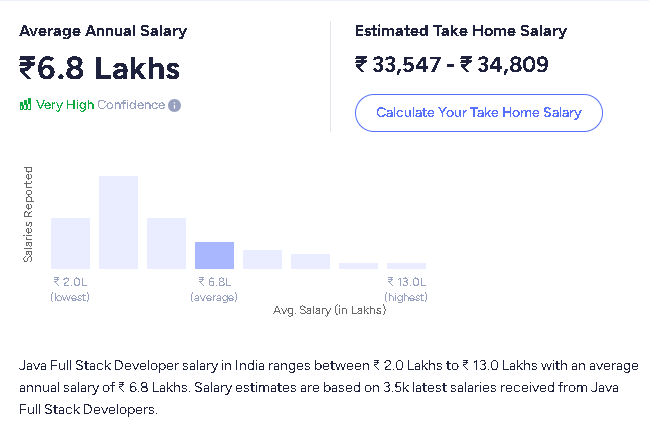 Average Annual Salary
₹6.8 Lakhs
Very High Confidence i
Estimated Take Home Salary
₹ 33,547 - ₹ 34,809
Calculate Your Take Home Salary
Salaries Reported
₹ 2.0L
(lowest)
₹ 6.8L
(average)
₹ 13.0L
(highest)
Avg. Salary (in Lakhs)
Java Full Stack Developer salary in India ranges between ₹ 2.0 Lakhs to ₹ 13.0 Lakhs with an average
annual salary of ₹ 6.8 Lakhs. Salary estimates are based on 3.5k latest salaries received from Java
Full Stack Developers.